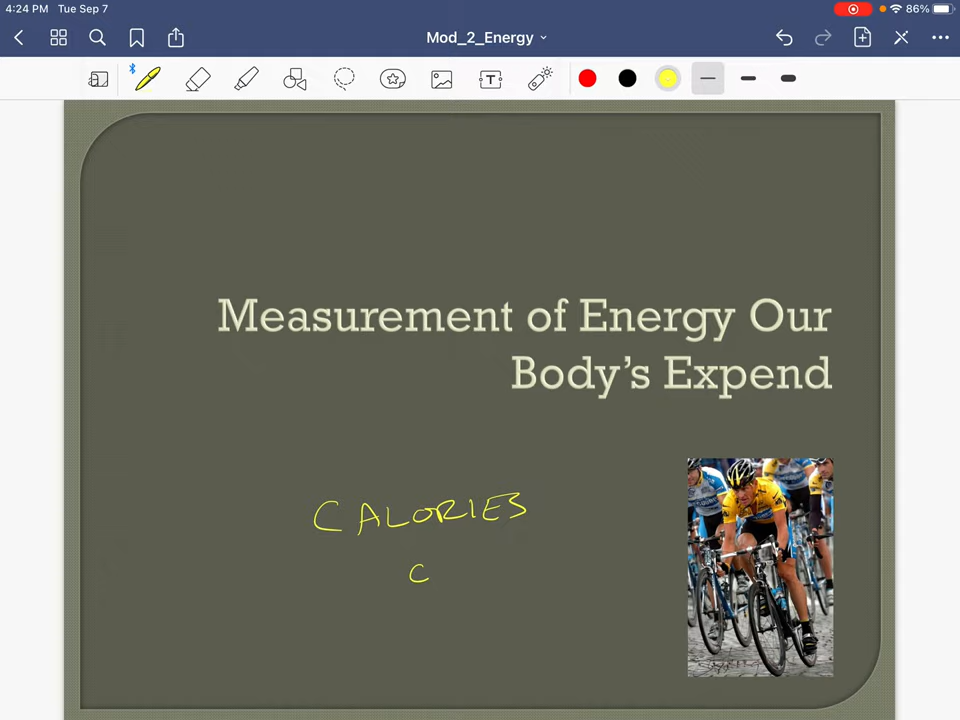 4:24 PM Tue Sep 7
86%
Mod_2_Energy
T
Measurement of Energy Our
Body's Expend
CALORIES
C